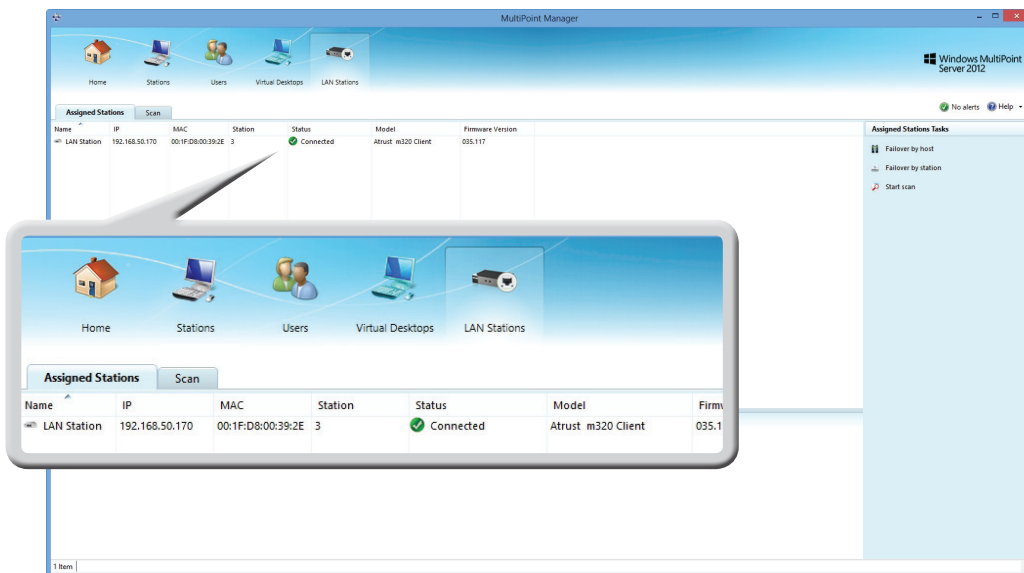 MultiPoint Manager
Home Stations Users Virtual Desktops LAN Stations
Windows MultiPoint
Server 2012
No alerts Help
Assigned Stations Scan
Name IP MAC Station Status Model Firmware Version
LAN Station 192.168.50.170 00:1F:D8:00:39:2E 3 Connected Atrust m320 Client 035.117
Assigned Stations Tasks
Failover by host
Failover by station
Start scan
Home Stations Users Virtual Desktops LAN Stations
Assigned Stations Scan
Name IP MAC Station Status Model Firmw
LAN Station 192.168.50.170 00:1F:D8:00:39:2E 3 Connected Atrust m320 Client 035.1
1 Item